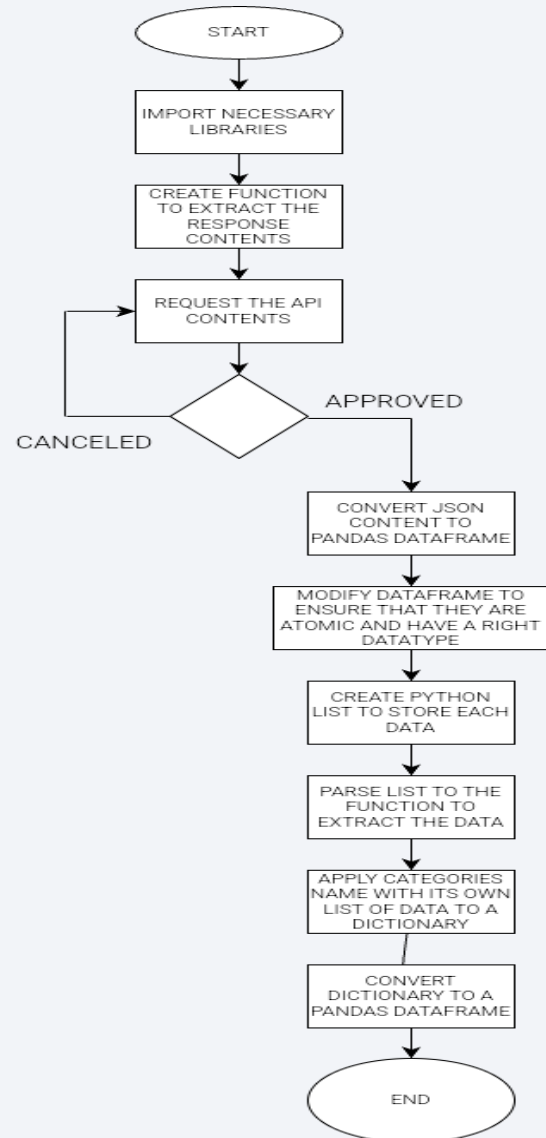 START
IMPORT NECESSARY
LIBRARIES
CREATE FUNCTION
TO EXTRACT THE
RESPONSE
CONTENTS
REQUEST THE API
CONTENTS
APPROVED
CANCELED
CONVERT JSON
CONTENT TO
PANDAS DATAFRAME
MODIFY DATAFRAME TO
ENSURE THAT THEY ARE
ATOMIC AND HAVE A RIGHT
DATATYPE
CREATE PYTHON
LIST TO STORE EACH
DATA
PARSE LIST TO THE
FUNCTION TO
EXTRACT THE DATA
APPLY CATEGORIES
NAME WITH ITS OWN
LIST OF DATA TO A
DICTIONARY
CONVERT
DICTIONARY TO A
PANDAS DATAFRAME
END